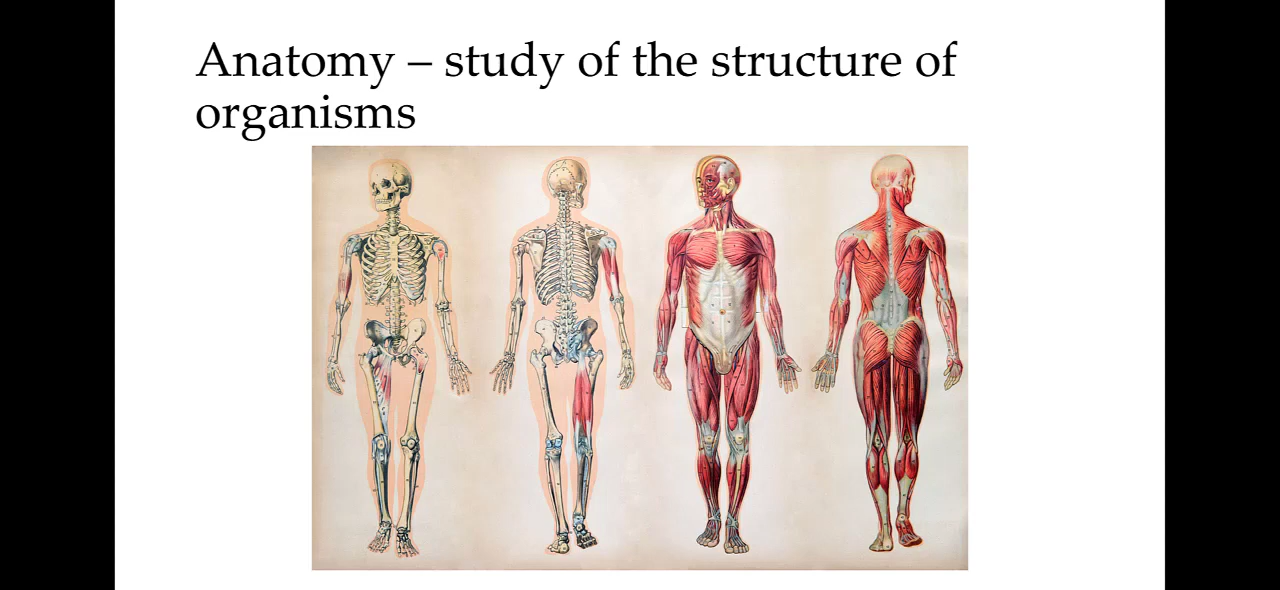 Anatomy – study of the structure of
organisms